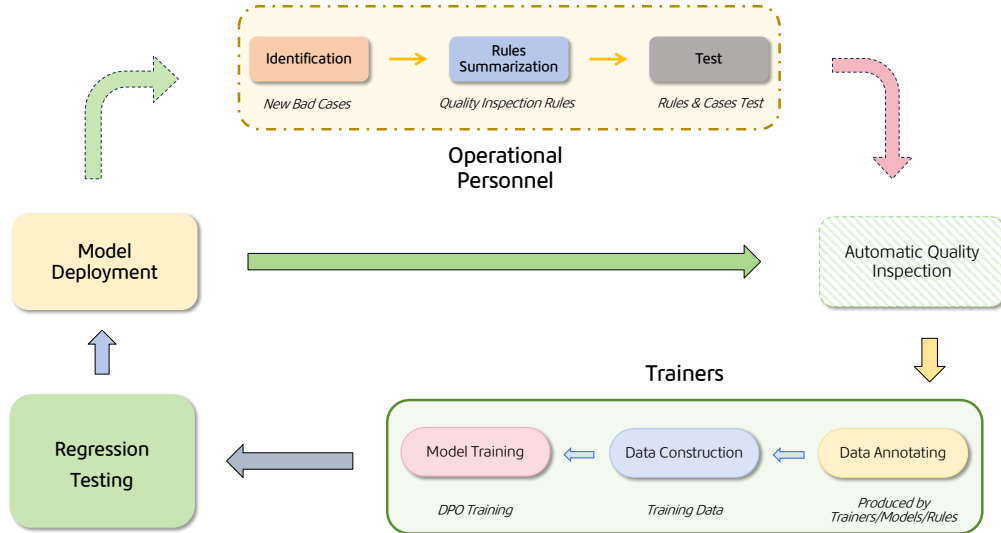 Identification
Rules
Summarization
Test
New Bad Cases
Quality Inspection Rules
Rules & Cases Test
Operational
Personnel
Model
Deployment
Automatic Quality
Inspection
Trainers
Regression
Testing
Model Training
Data Construction
Data Annotating
DPO Training
Training Data
Produced by
Trainers/Models/Rules